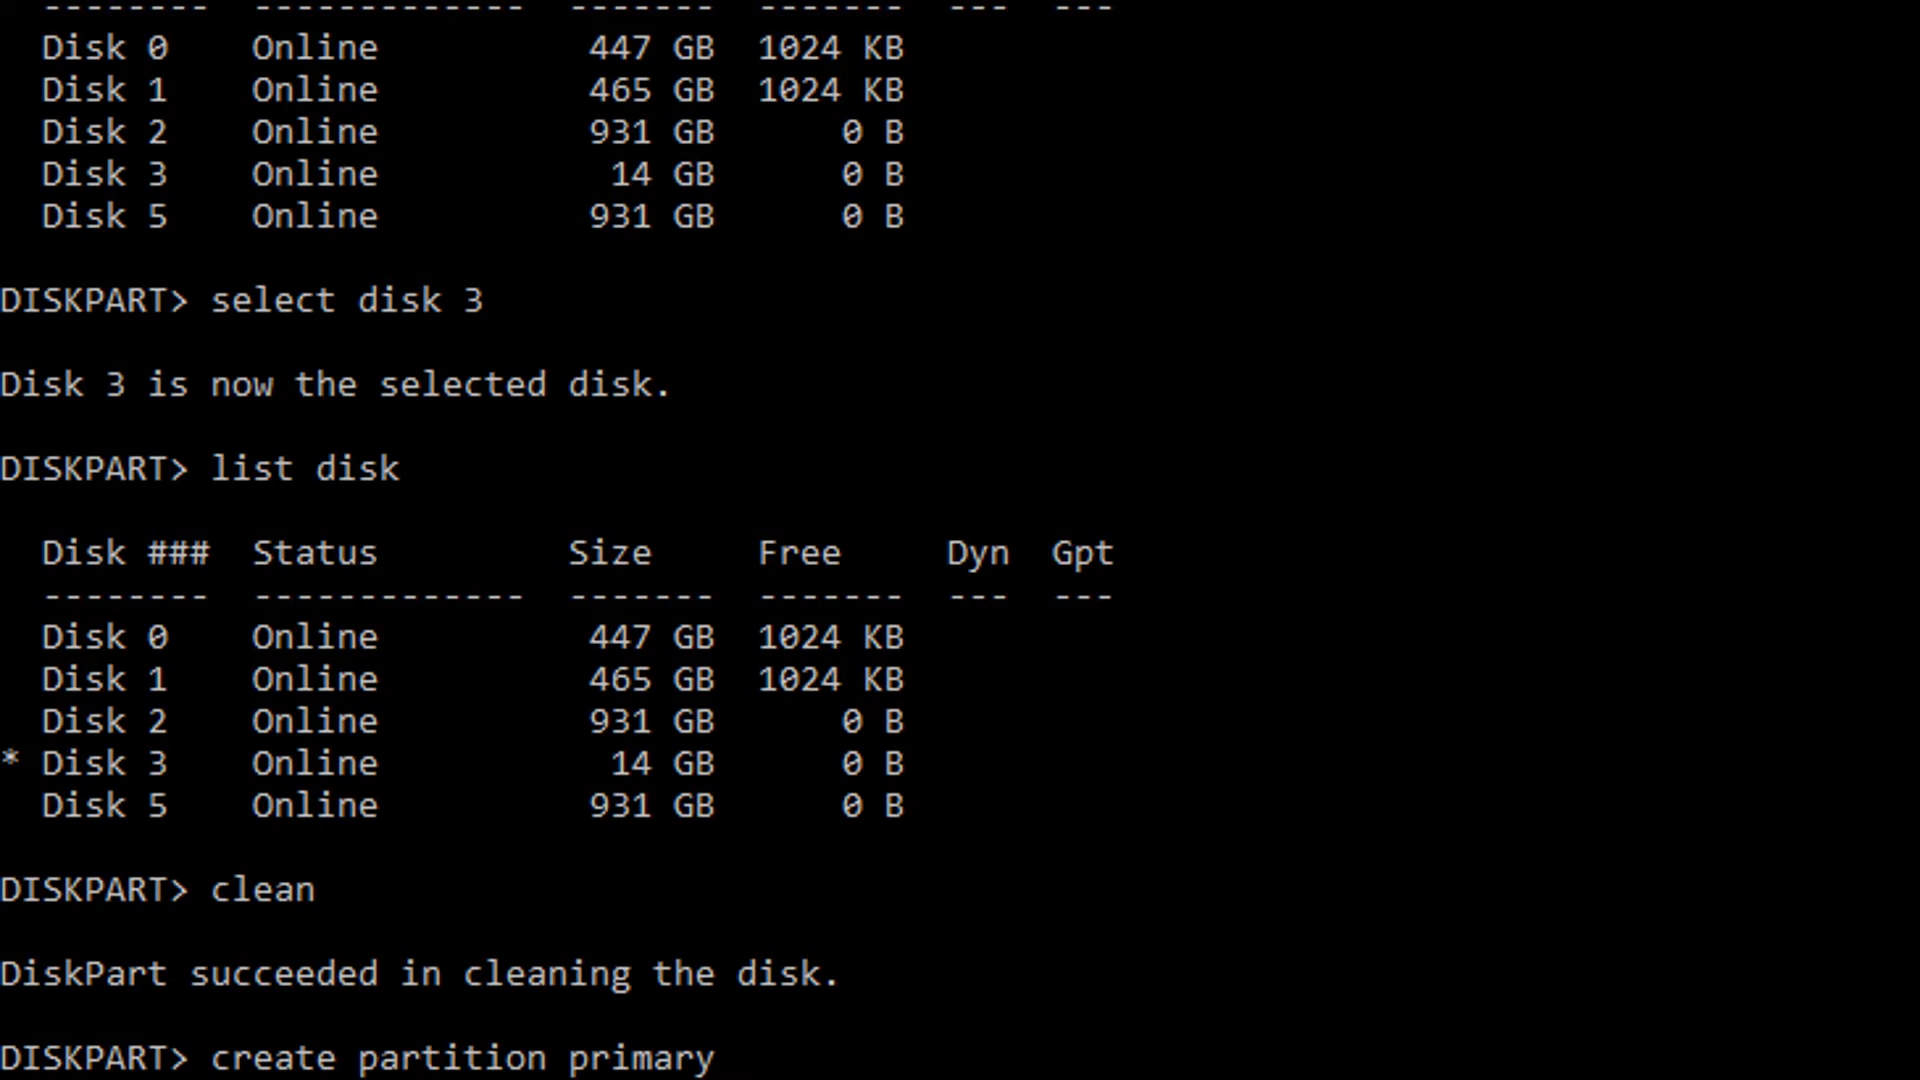 -------- ------------- ------- ------- --- ---
Disk 0 Online 447 GB 1024 KB
Disk 1 Online 465 GB 1024 KB
Disk 2 Online 931 GB 0 B
Disk 3 Online 14 GB 0 B
Disk 5 Online 931 GB 0 B
DISKPART> select disk 3
Disk 3 is now the selected disk.
DISKPART> list disk
Disk ### Status Size Free Dyn Gpt
-------- ------------- ------- ------- --- ---
Disk 0 Online 447 GB 1024 KB
Disk 1 Online 465 GB 1024 KB
Disk 2 Online 931 GB 0 B
* Disk 3 Online 14 GB 0 B
Disk 5 Online 931 GB 0 B
DISKPART> clean
DiskPart succeeded in cleaning the disk.
DISKPART> create partition primary